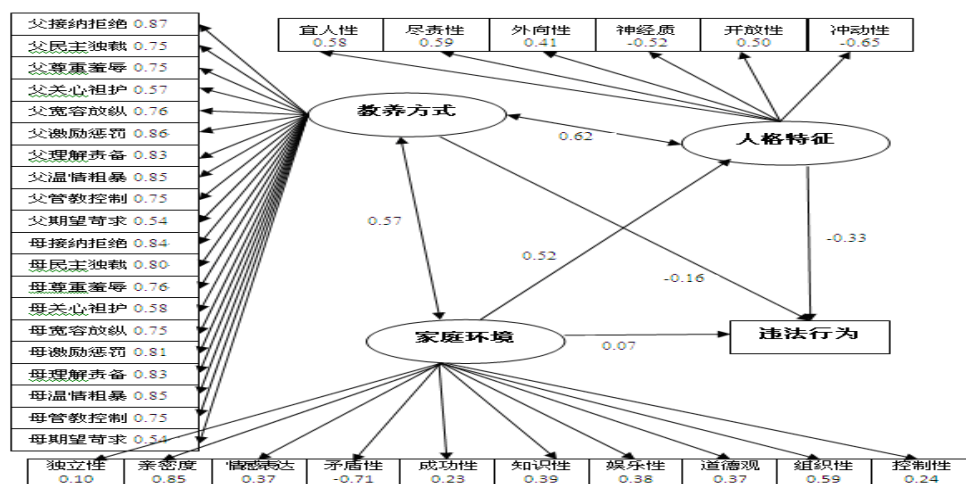 父接纳拒绝 0.87
父民主独裁 0.75
父尊重羞辱 0.75
父关心袒护 0.57
父宽容放纵 0.76
父激励惩罚 0.86
父理解责备 0.83
父温情粗暴 0.85
父管教控制 0.75
父期望苛求 0.54
母接纳拒绝 0.84
母民主独裁 0.80
母尊重羞辱 0.76
母关心袒护 0.58
母宽容放纵 0.75
母激励惩罚 0.81
母理解责备 0.83
母温情粗暴 0.85
母管教控制 0.75
母期望苛求 0.54
宜人性 尽责性 外向性 神经质 开放性 冲动性
0.58 0.59 0.41 -0.52 0.50 -0.65
教养方式
0.62
人格特征
0.57
0.52
-0.16
-0.33
家庭环境
0.07
违法行为
独立性 亲密度 情感表达 矛盾性 成功性 知识性 娱乐性 道德观 组织性 控制性
0.10 0.85 0.37 -0.71 0.23 0.39 0.38 0.37 0.59 0.24